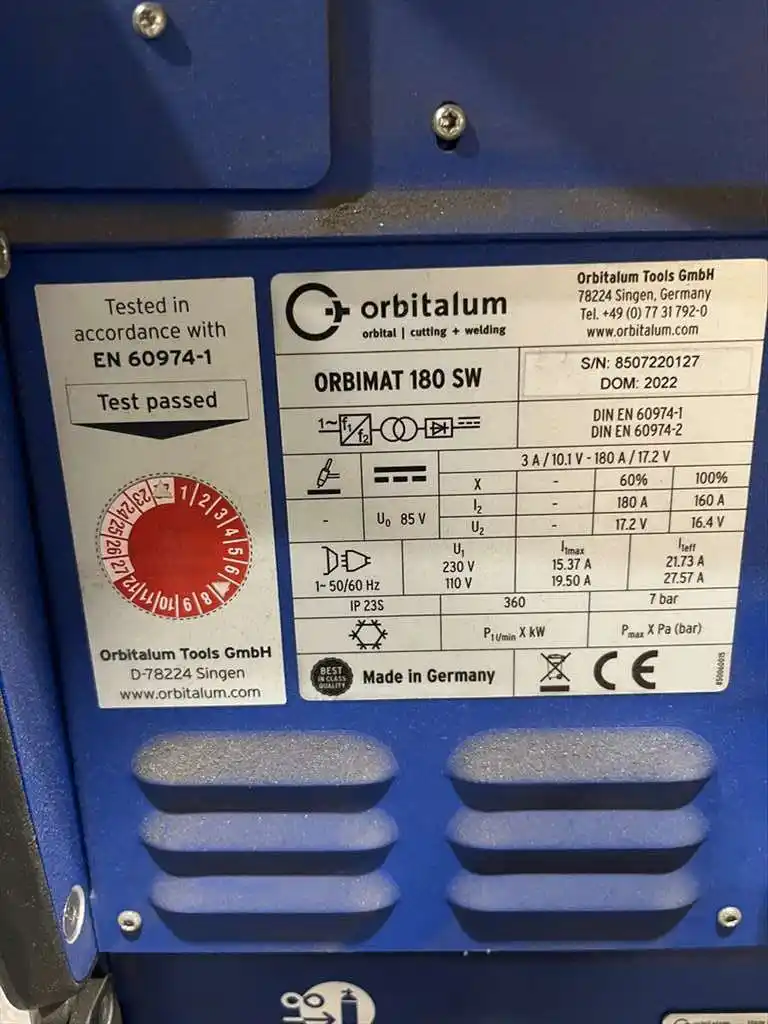 Tested in
accordance with
EN 60974-1
Test passed
23 1 2 3 4 5 6 8 9 10 11 12
27 26 25 24
Orbitalum Tools GmbH
D-78224 Singen
www.orbitalum.com
orbitalum
orbital | cutting + welding
Orbitalum Tools GmbH
78224 Singen, Germany
Tel. +49 (0) 77 31 792-0
www.orbitalum.com
ORBIMAT 180 SW
S/N: 8507220127
DOM: 2022
1~ f₁ f₂
DIN EN 60974-1
DIN EN 60974-2
3 A / 10.1 V - 180 A / 17.2 V
X - 60% 100%
I₂ - 180 A 160 A
- U₀ 85 V
U₂ - 17.2 V 16.4 V
1~ 50/60 Hz
U₁ I₁max I₁eff
230 V 15.37 A 21.73 A
110 V 19.50 A 27.57 A
IP 23S 360 7 bar
P₁ l/min X kW Pmax X Pa (bar)
BEST
IN CLASS
QUALITY
Made in Germany
CE
850060015